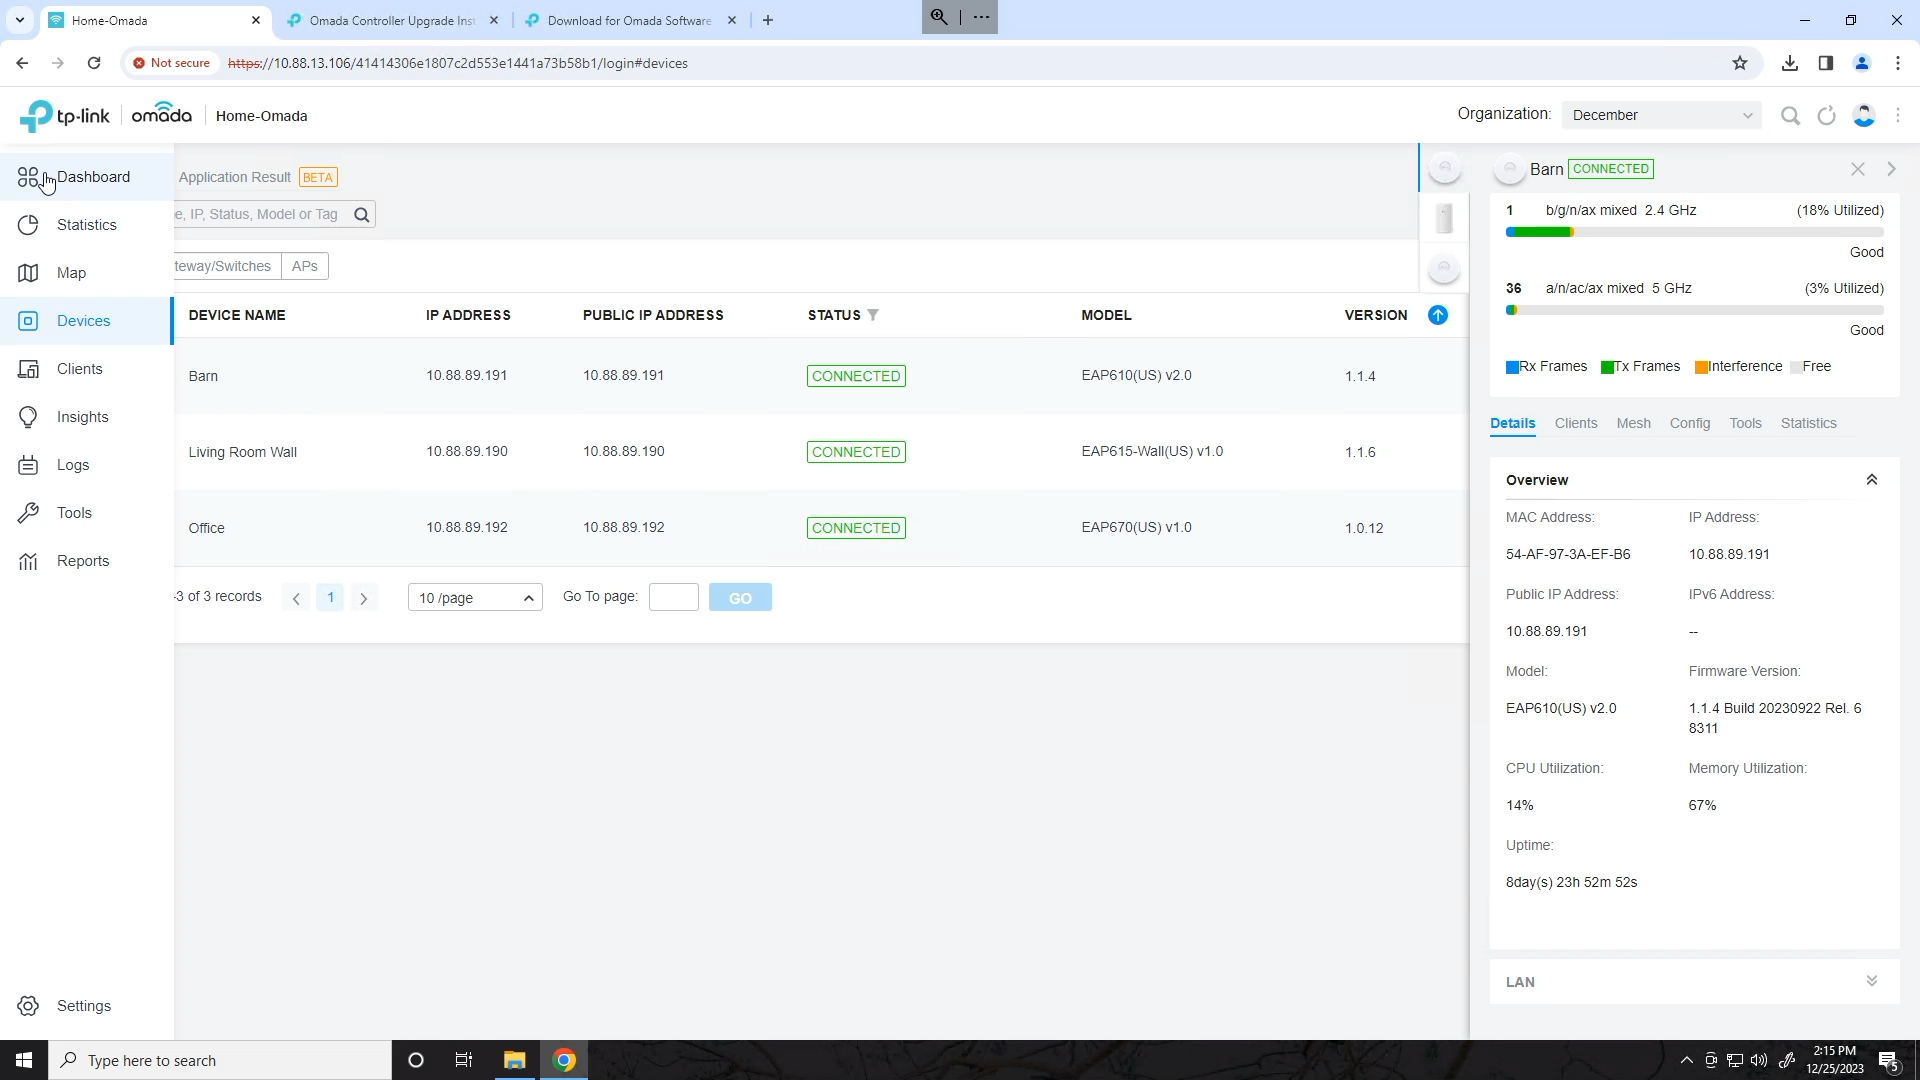 Home-Omada
Omada Controller Upgrade Inst
Download for Omada Software
Not secure
https://10.88.13.106/41414306e1807c2d553e1441a73b58b1/login#devices
tp-link
omada
Home-Omada
Organization:
December
Dashboard
Statistics
Map
Devices
Clients
Insights
Logs
Tools
Reports
Settings
Application Result BETA
e, IP, Status, Model or Tag
teway/Switches
APs
DEVICE NAME IP ADDRESS PUBLIC IP ADDRESS STATUS MODEL VERSION
Barn 10.88.89.191 10.88.89.191 CONNECTED EAP610(US) v2.0 1.1.4
Living Room Wall 10.88.89.190 10.88.89.190 CONNECTED EAP615-Wall(US) v1.0 1.1.6
Office 10.88.89.192 10.88.89.192 CONNECTED EAP670(US) v1.0 1.0.12
-3 of 3 records 1 10 /page Go To page: GO
Barn CONNECTED
1 b/g/n/ax mixed 2.4 GHz (18% Utilized)
Good
36 a/n/ac/ax mixed 5 GHz (3% Utilized)
Good
Rx Frames Tx Frames Interference Free
Details Clients Mesh Config Tools Statistics
Overview
MAC Address: IP Address:
54-AF-97-3A-EF-B6 10.88.89.191
Public IP Address: IPv6 Address:
10.88.89.191 --
Model: Firmware Version:
EAP610(US) v2.0 1.1.4 Build 20230922 Rel. 6
8311
CPU Utilization: Memory Utilization:
14% 67%
Uptime:
8day(s) 23h 52m 52s
LAN
Type here to search
2:15 PM
12/25/2023
5